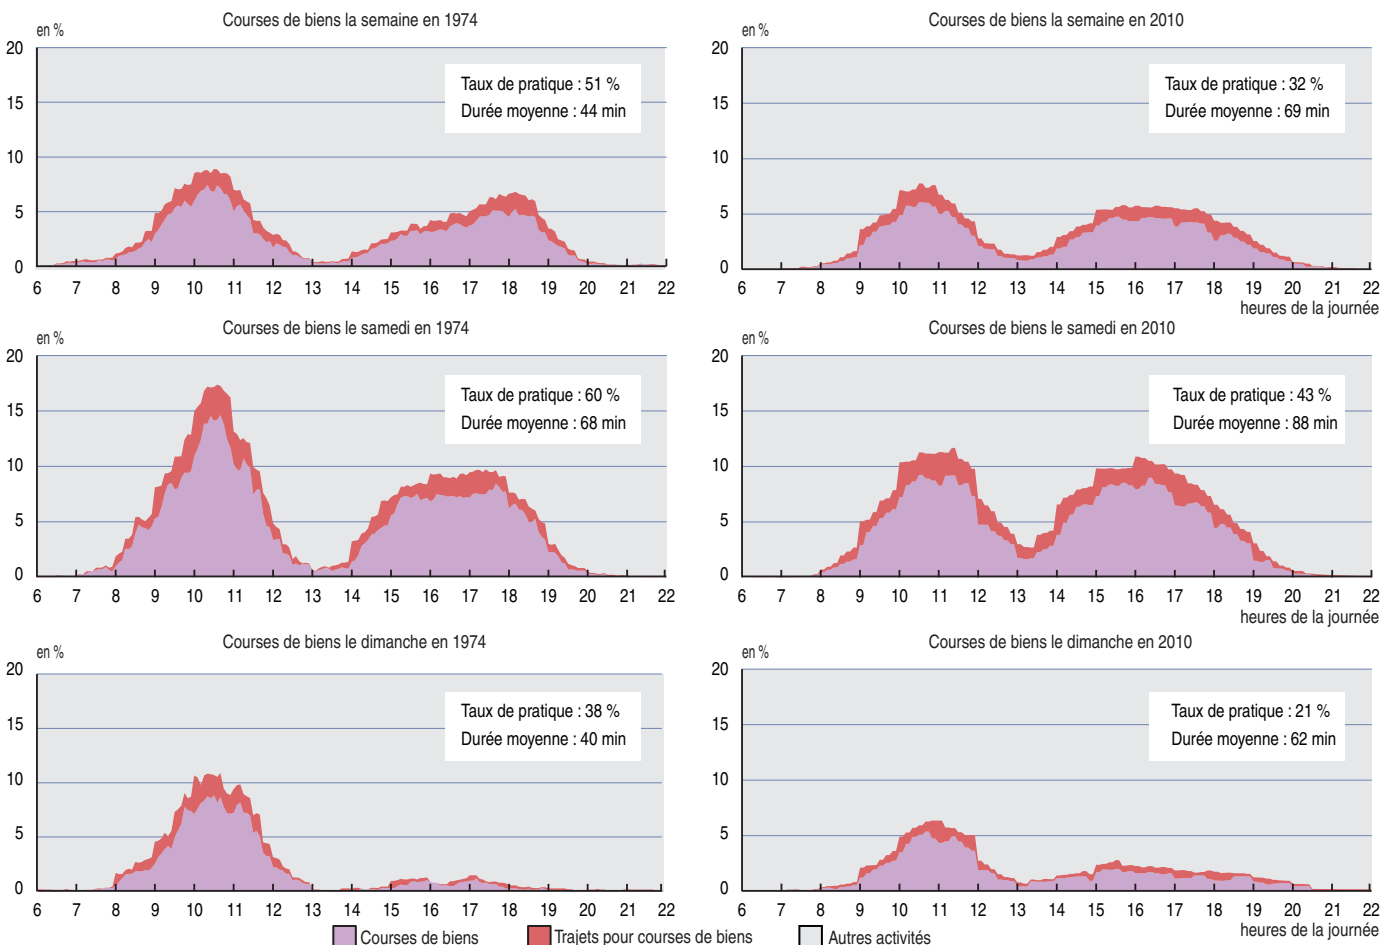 Courses de biens la semaine en 1974
en %
20
15
10
5
0
Taux de pratique : 51 %
Durée moyenne : 44 min
6 7 8 9 10 11 12 13 14 15 16 17 18 19 20 21 22
Courses de biens la semaine en 2010
en %
20
15
10
5
0
Taux de pratique : 32 %
Durée moyenne : 69 min
6 7 8 9 10 11 12 13 14 15 16 17 18 19 20 21 22
heures de la journée
Courses de biens le samedi en 1974
en %
20
15
10
5
0
Taux de pratique : 60 %
Durée moyenne : 68 min
6 7 8 9 10 11 12 13 14 15 16 17 18 19 20 21 22
Courses de biens le samedi en 2010
en %
20
15
10
5
0
Taux de pratique : 43 %
Durée moyenne : 88 min
6 7 8 9 10 11 12 13 14 15 16 17 18 19 20 21 22
heures de la journée
Courses de biens le dimanche en 1974
en %
20
15
10
5
0
Taux de pratique : 38 %
Durée moyenne : 40 min
6 7 8 9 10 11 12 13 14 15 16 17 18 19 20 21 22
Courses de biens le dimanche en 2010
en %
20
15
10
5
0
Taux de pratique : 21 %
Durée moyenne : 62 min
6 7 8 9 10 11 12 13 14 15 16 17 18 19 20 21 22
heures de la journée
Courses de biens
Trajets pour courses de biens
Autres activités